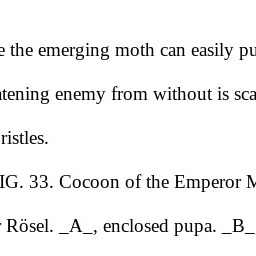 e the emerging moth can easily pu
tening enemy from without is sca
ristles.
IG. 33. Cocoon of the Emperor M
r Rösel. _A_, enclosed pupa. _B_